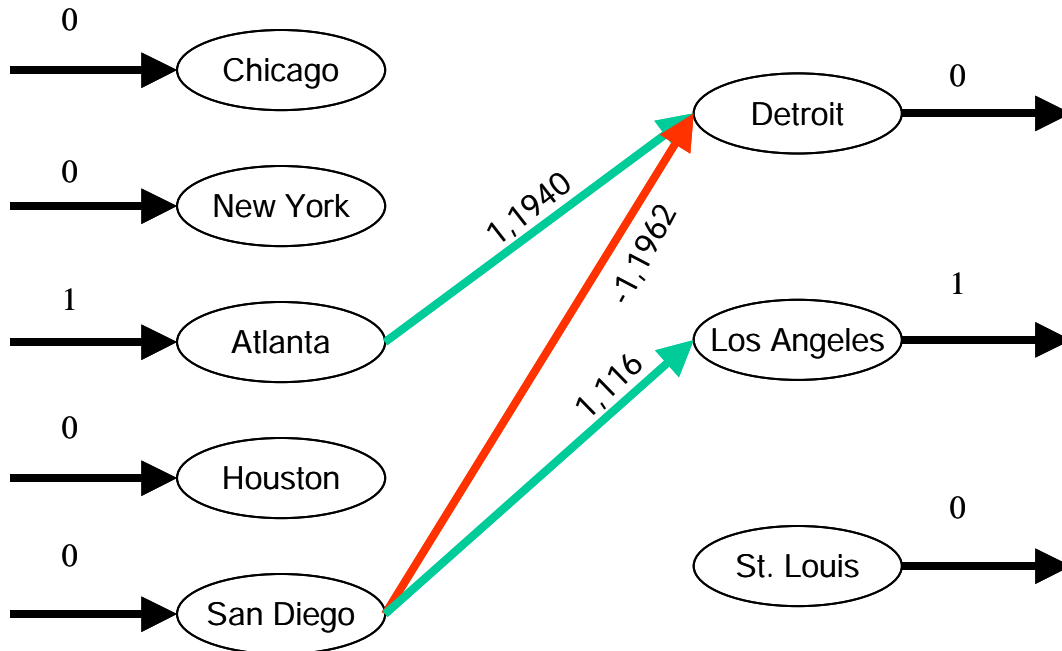 0
Chicago
0
New York
1
Atlanta
0
Houston
0
San Diego
1,1940
-1,1962
1,116
Detroit
0
Los Angeles
1
St. Louis
0